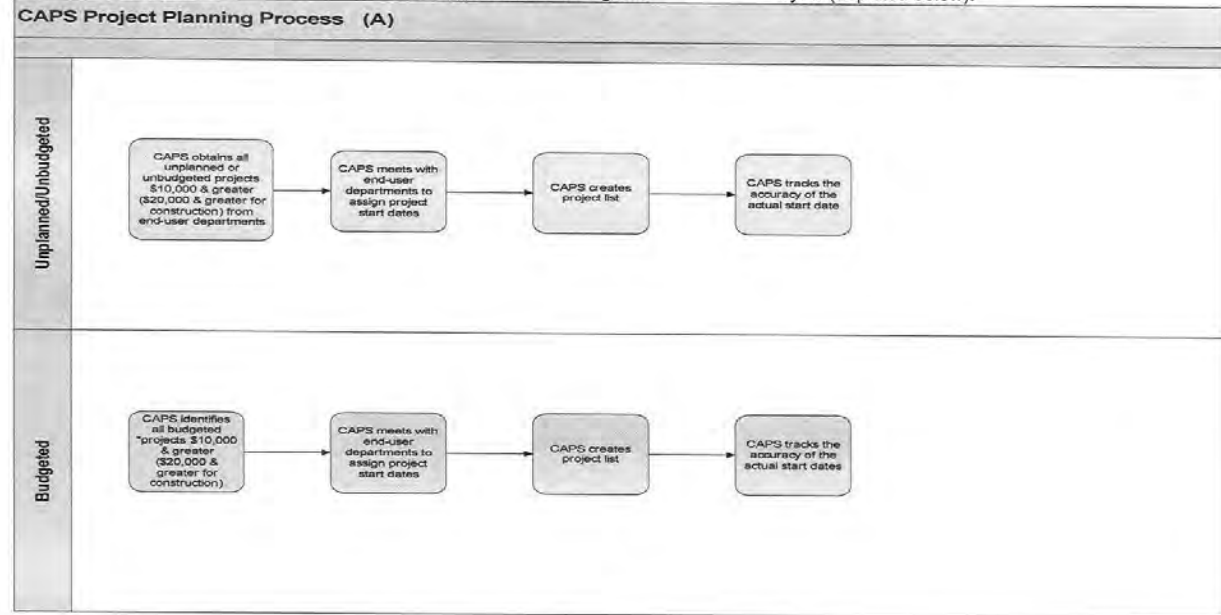 CAPS Project Planning Process (A)
Unplanned/Unbudgeted
CAPS obtains all
unplanned or
unbudgeted projects
$10,000 & greater
($20,000 & greater for
construction) from
end-user departments
CAPS meets with
end-user
departments to
assign project
start dates
CAPS creates
project list
CAPS tracks the
accuracy of the
actual start date
Budgeted
CAPS identifies
all budgeted
*projects $10,000
& greater
($20,000 &
greater for
construction)
CAPS meets with
end-user
departments to
assign project
start dates
CAPS creates
project list
CAPS tracks the
accuracy of the
actual start dates